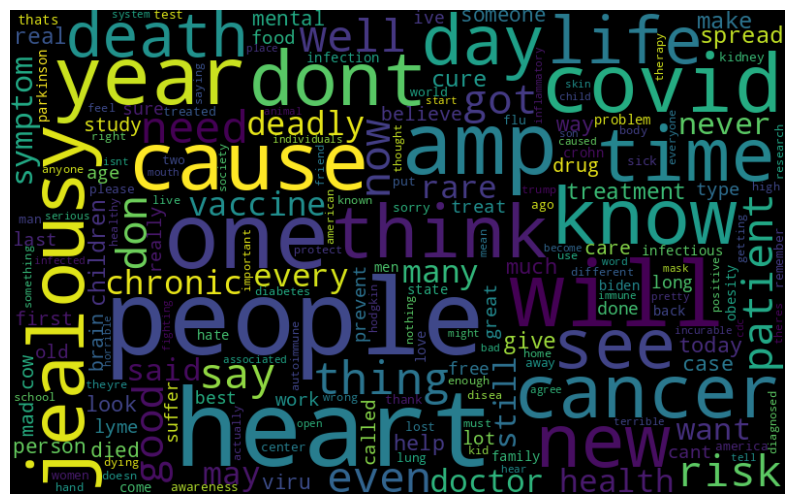 thats system test someone ive make
real death mental food well day life spread
symptom parkinson year dont infection saying cure got covid therapy kidney
feel treated world start inflammatory skin child
sure study need deadly now believe way flu problem never
right individuals amp time son body
anyone isnt age two friend thought put crohn drug caused sick everyone research
jealousy please mouth cause society rare treatment type high
don vaccine treat sorry ago trump know
man live known american become getting
serious really one think use word care infectious
last healthy children important protect mean different mask positive remember
something infected chronic every many men much biden long patient
diabetes state immune pretty obesity theres
first hate people prevent hodgkin nothing will done back
horrible fighting autoimmune might great incurable
old brain said associated love bad give see today case
cow look theyre say thing free home away
mad school best work enough wrong disea agree still cancer
person lyme suffer good heart called thank kid must
died dying open lost help lot family new want diagnosed
women doesn actually center lung hear terrible cant america
hand come awareness may viru even doctor health tell risk